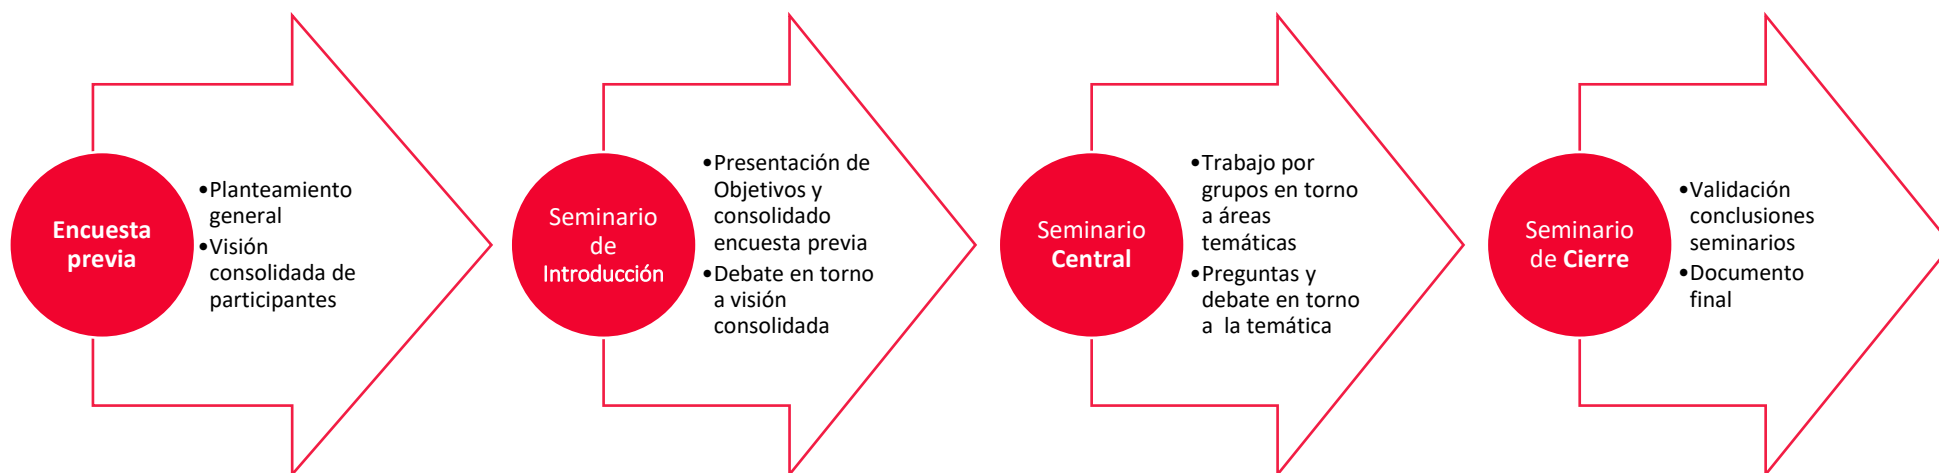 Encuesta
previa
•Planteamiento
general
•Visión
consolidada de
participantes
Seminario
de
Introducción
•Presentación de
Objetivos y
consolidado
encuesta previa
•Debate en torno
a visión
consolidada
Seminario
Central
•Trabajo por
grupos en torno
a áreas
temáticas
•Preguntas y
debate en torno
a la temática
Seminario
de Cierre
•Validación
conclusiones
seminarios
•Documento
final